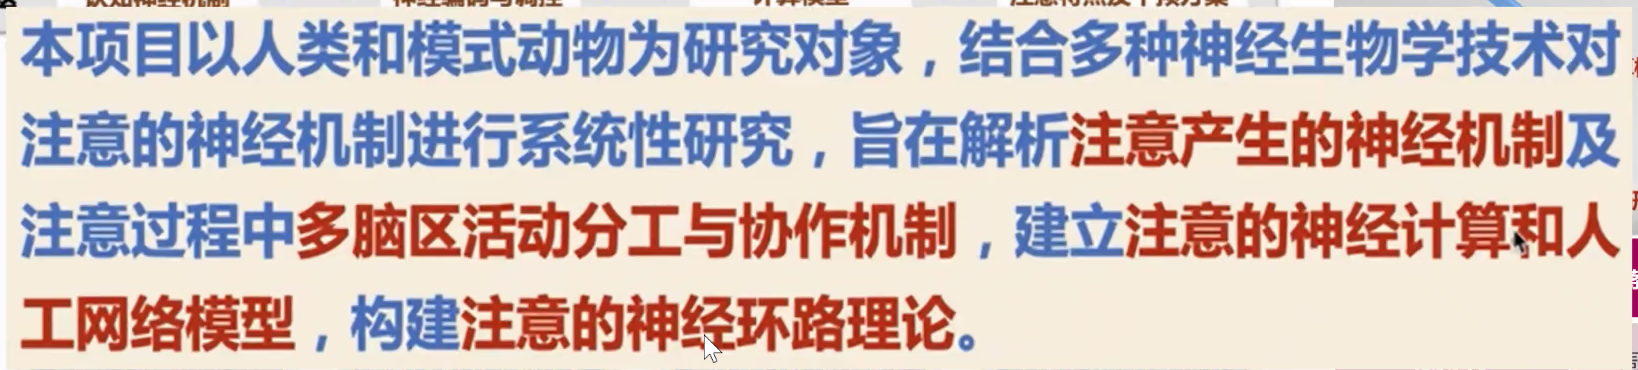 本项目以人类和模式动物为研究对象，结合多种神经生物学技术对
注意的神经机制进行系统性研究，旨在解析注意产生的神经机制及
注意过程中多脑区活动分工与协作机制，建立注意的神经计算和人
工网络模型，构建注意的神经环路理论。